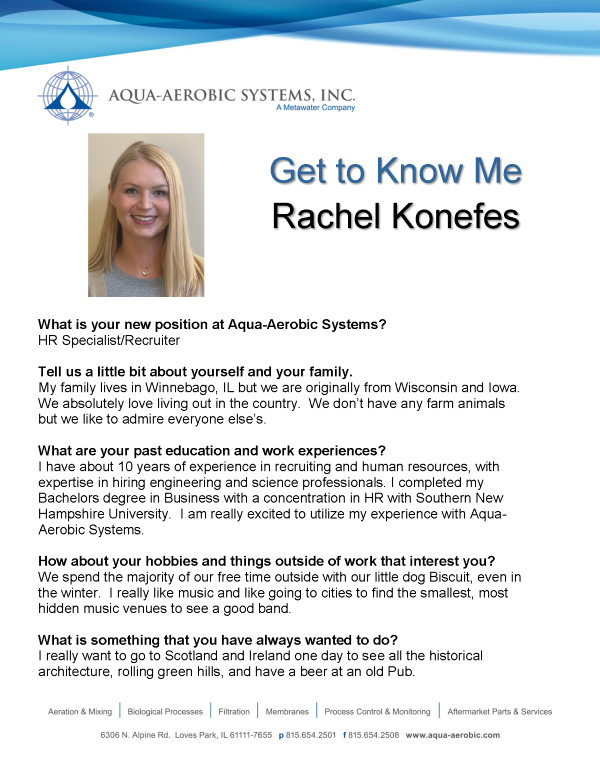 AQUA-AEROBIC SYSTEMS, INC.
A Metawater Company
®
Get to Know Me
Rachel Konefes
What is your new position at Aqua-Aerobic Systems?
HR Specialist/Recruiter
Tell us a little bit about yourself and your family.
My family lives in Winnebago, IL but we are originally from Wisconsin and Iowa.
We absolutely love living out in the country.  We don’t have any farm animals
but we like to admire everyone else’s.
What are your past education and work experiences?
I have about 10 years of experience in recruiting and human resources, with
expertise in hiring engineering and science professionals. I completed my
Bachelors degree in Business with a concentration in HR with Southern New
Hampshire University.  I am really excited to utilize my experience with Aqua-
Aerobic Systems.
How about your hobbies and things outside of work that interest you?
We spend the majority of our free time outside with our little dog Biscuit, even in
the winter.  I really like music and like going to cities to find the smallest, most
hidden music venues to see a good band.
What is something that you have always wanted to do?
I really want to go to Scotland and Ireland one day to see all the historical
architecture, rolling green hills, and have a beer at an old Pub.
Aeration & Mixing | Biological Processes | Filtration | Membranes | Process Control & Monitoring | Aftermarket Parts & Services
6306 N. Alpine Rd.  Loves Park, IL 61111-7655  p 815.654.2501  f 815.654.2508  www.aqua-aerobic.com